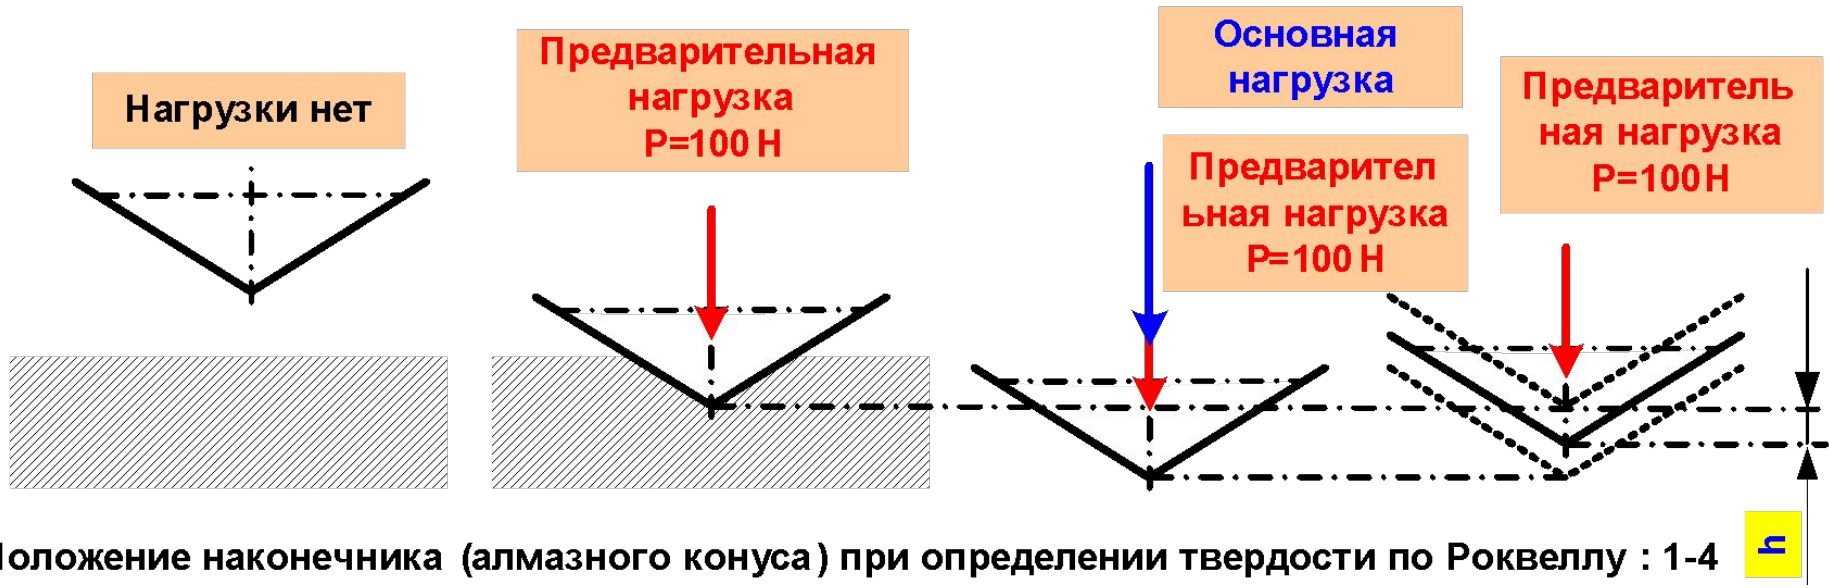 Нагрузки нет
Предварительная
нагрузка
P=100 Н
Основная
нагрузка
Предварител
ьная нагрузка
P=100 Н
Предваритель
ная нагрузка
P=100Н
оложение наконечника (алмазного конуса) при определении твердости по Роквеллу : 1-4
h